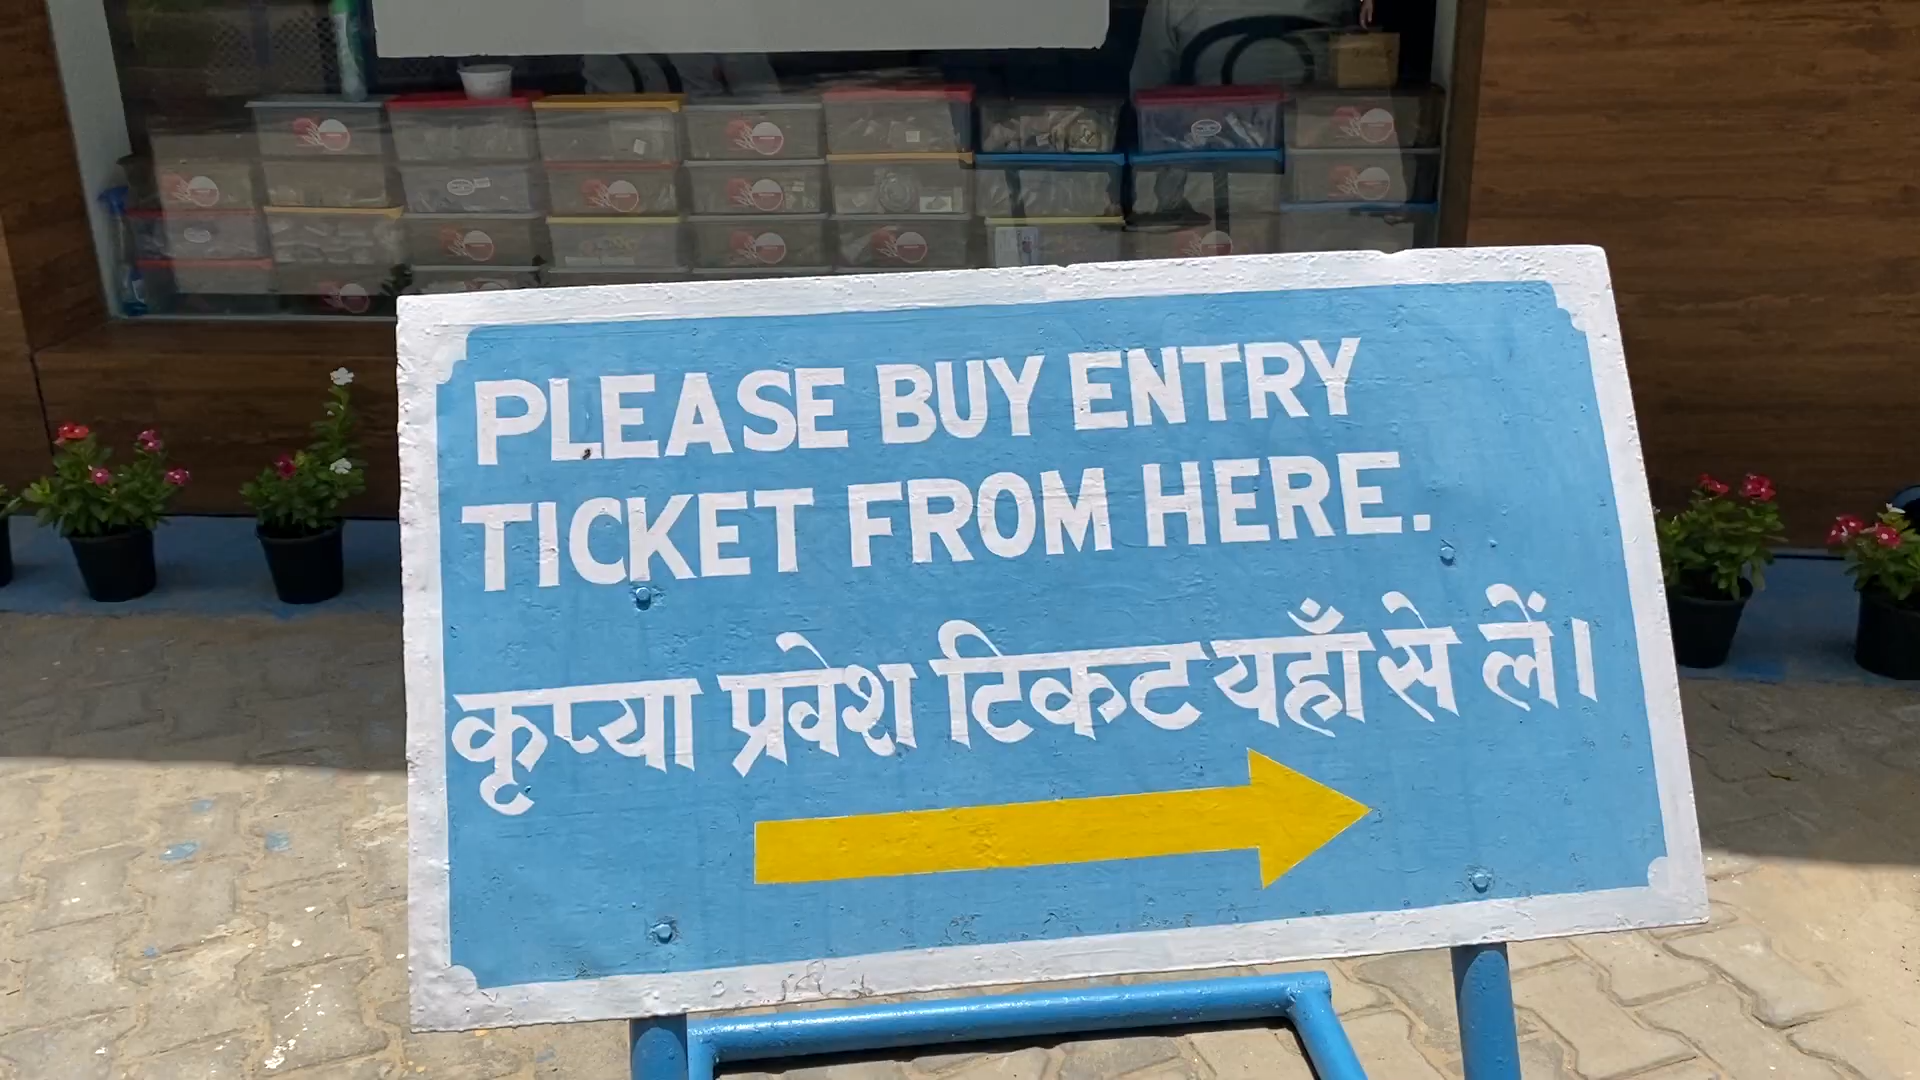 PLEASE BUY ENTRY
TICKET FROM HERE.
कृप्या प्रवेश टिकट यहाँ से लें।